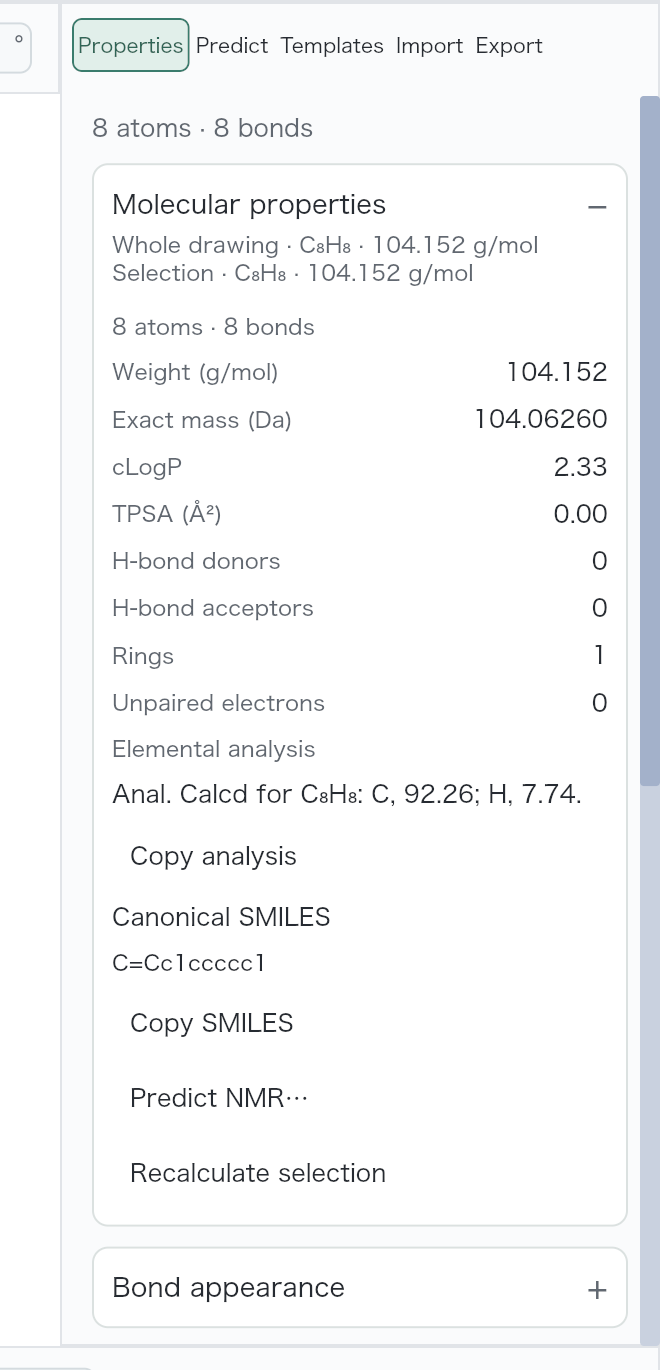 °
Properties Predict Templates Import Export
8 atoms · 8 bonds
Molecular properties −
Whole drawing · C₈H₈ · 104.152 g/mol
Selection · C₈H₈ · 104.152 g/mol
8 atoms · 8 bonds
Weight (g/mol) 104.152
Exact mass (Da) 104.06260
cLogP 2.33
TPSA (Å²) 0.00
H-bond donors 0
H-bond acceptors 0
Rings 1
Unpaired electrons 0
Elemental analysis
Anal. Calcd for C₈H₈: C, 92.26; H, 7.74.
Copy analysis
Canonical SMILES
C=Cc1ccccc1
Copy SMILES
Predict NMR…
Recalculate selection
Bond appearance +